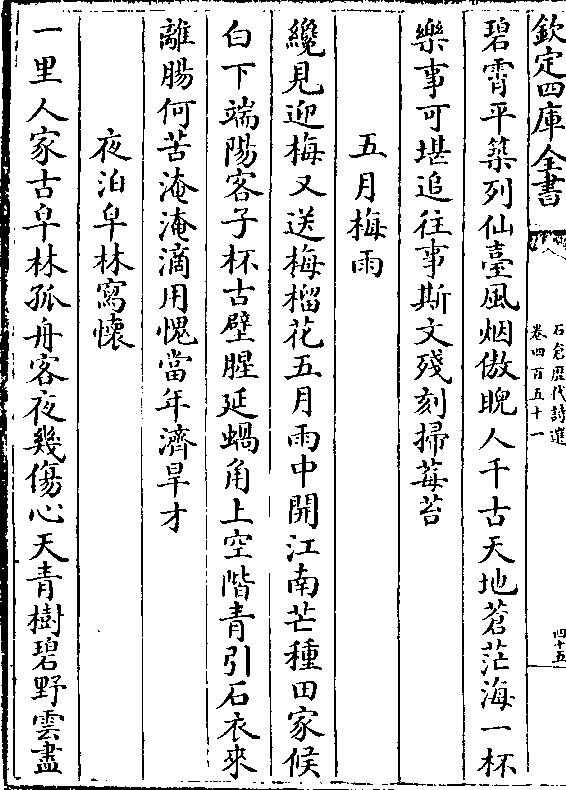 欽定四庫全書
石倉歷代詩選
卷四百五十一
四十五
碧霄平築列仙臺風烟傲睨人千古天地蒼茫海一杯
樂事可堪追往事斯文殘刻掃莓苔
五月梅雨
纔見迎梅又送梅榴花五月雨中開江南芒種田家候
白下端陽客子杯古壁腥延蝸角上空階青引石衣來
離腸何苦淹淹滴用愧當年濟旱才
夜泊皁林寫懷
一里人家古皁林孤舟客夜幾傷心天青樹碧野雲盡